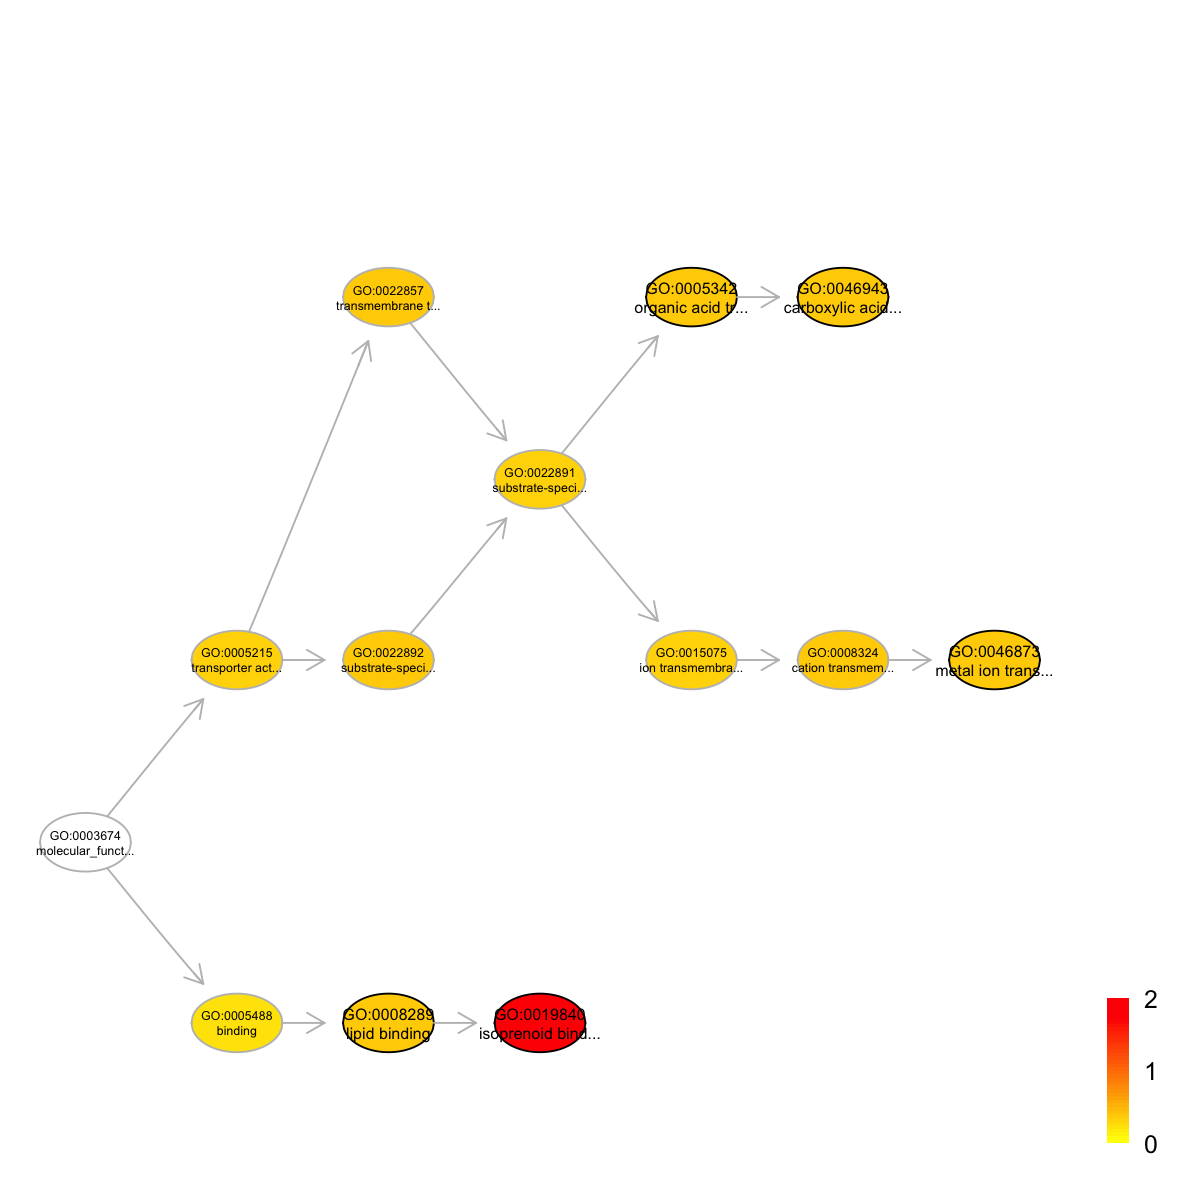 GO:0022857
transmembrane t...
GO:0005342
organic acid tr...
GO:0046943
carboxylic acid...
GO:0022891
substrate-speci...
GO:0005215
transporter act...
GO:0022892
substrate-speci...
GO:0015075
ion transmembra...
GO:0008324
cation transmem...
GO:0046873
metal ion trans...
GO:0003674
molecular_funct...
GO:0005488
binding
GO:0008289
lipid binding
GO:0019840
isoprenoid bind...
2
1
0